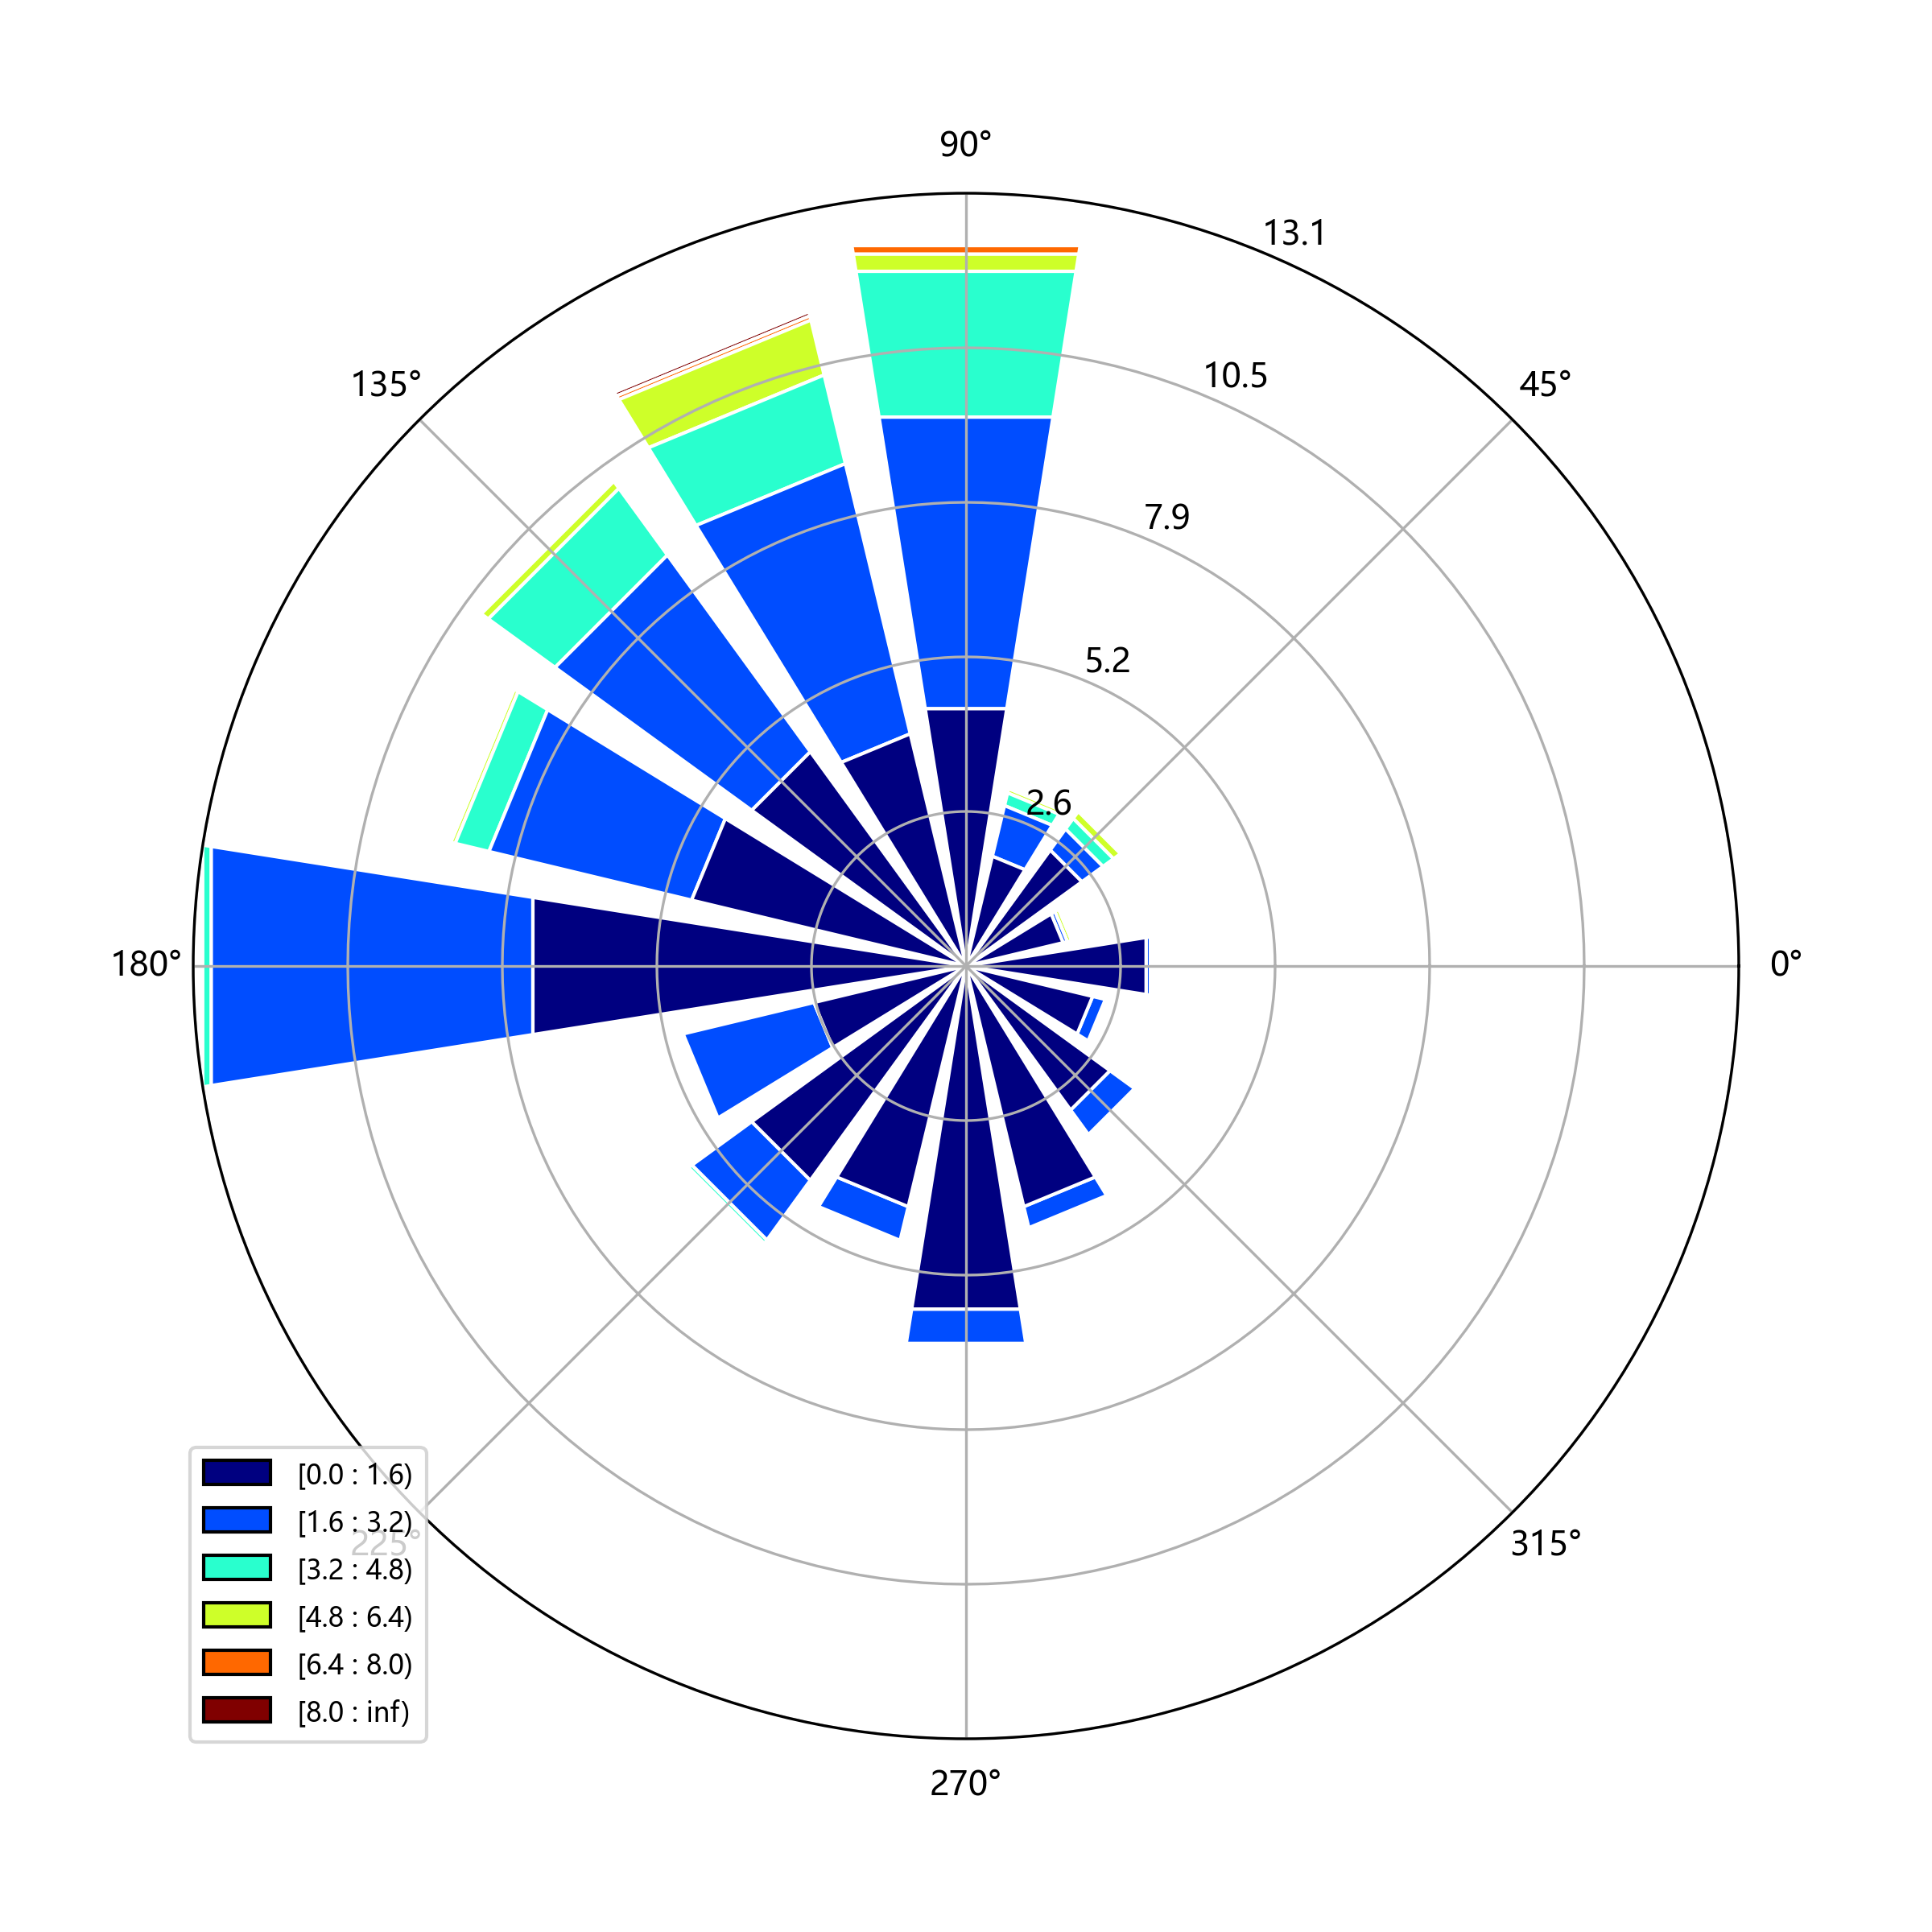 90°
13.1
135°
10.5
45°
7.9
5.2
2.6
180°
0°
[0.0 : 1.6)
[1.6 : 3.2)
225°
315°
[3.2 : 4.8)
[4.8 : 6.4)
[6.4 : 8.0)
[8.0 : inf)
270°